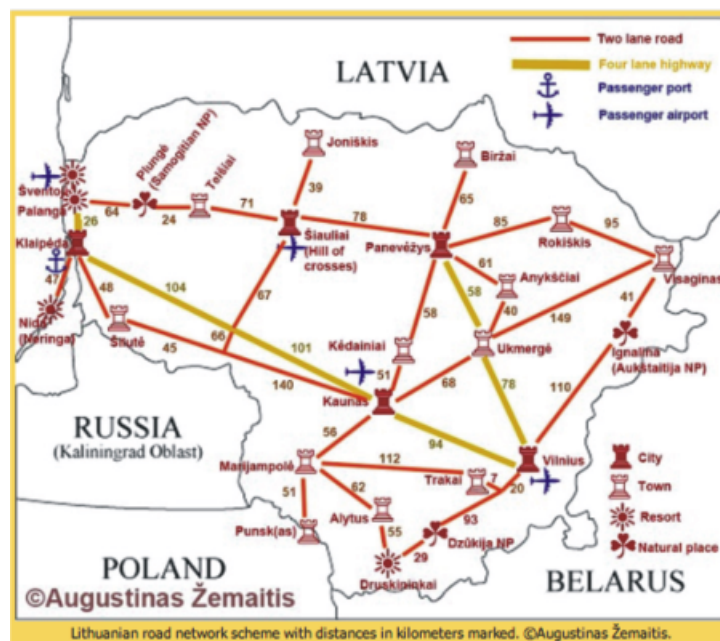 Two lane road
Four lane highway
Passenger port
Passenger airport
LATVIA
Plungė
(Samogitian NP)
Telšiai
Joniškis
Biržai
Šventoji
Palanga
64
24
71
39
78
65
85
95
26
Klaipėda
Šiauliai
(Hill of
crosses)
Panevėžys
Rokiškis
Visaginas
61
Anykščiai
47
48
104
67
58
58
40
149
41
Nida
(Neringa)
Šilutė
45
66
101
Kėdainiai
Ukmergė
Ignalina
(Aukstaitija NP)
140
51
68
78
110
Kaunas
RUSSIA
(Kaliningrad Oblast)
56
94
Marijampolė
112
Trakai
7
20
Vilnius
City
Town
Resort
Natural place
51
62
Punsk(as)
Alytus
55
93
29
Dzūkija NP
Druskininkai
POLAND
BELARUS
©Augustinas Žemaitis
Lithuanian road network scheme with distances in kilometers marked. ©Augustinas Žemaitis.